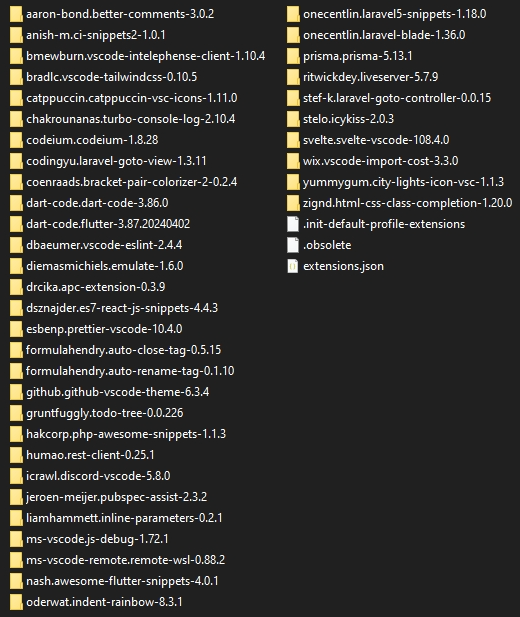 aaron-bond.better-comments-3.0.2
anish-m.ci-snippets2-1.0.1
bmewburn.vscode-intelephense-client-1.10.4
bradlc.vscode-tailwindcss-0.10.5
catppuccin.catppuccin-vsc-icons-1.11.0
chakrounanas.turbo-console-log-2.10.4
codeium.codeium-1.8.28
codingyu.laravel-goto-view-1.3.11
coenraads.bracket-pair-colorizer-2-0.2.4
dart-code.dart-code-3.86.0
dart-code.flutter-3.87.20240402
dbaeumer.vscode-eslint-2.4.4
diemasmichiels.emulate-1.6.0
drcika.apc-extension-0.3.9
dsznajder.es7-react-js-snippets-4.4.3
esbenp.prettier-vscode-10.4.0
formulahendry.auto-close-tag-0.5.15
formulahendry.auto-rename-tag-0.1.10
github.github-vscode-theme-6.3.4
gruntfuggly.todo-tree-0.0.226
hakcorp.php-awesome-snippets-1.1.3
humao.rest-client-0.25.1
icrawl.discord-vscode-5.8.0
jeroen-meijer.pubspec-assist-2.3.2
liamhammett.inline-parameters-0.2.1
ms-vscode.js-debug-1.72.1
ms-vscode-remote.remote-wsl-0.88.2
nash.awesome-flutter-snippets-4.0.1
oderwat.indent-rainbow-8.3.1
onecentlin.laravel5-snippets-1.18.0
onecentlin.laravel-blade-1.36.0
prisma.prisma-5.13.1
ritwickdey.liveserver-5.7.9
stef-k.laravel-goto-controller-0.0.15
stelo.icykiss-2.0.3
svelte.svelte-vscode-108.4.0
wix.vscode-import-cost-3.3.0
yummygum.city-lights-icon-vsc-1.1.3
zignd.html-css-class-completion-1.20.0
.init-default-profile-extensions
.obsolete
extensions.json